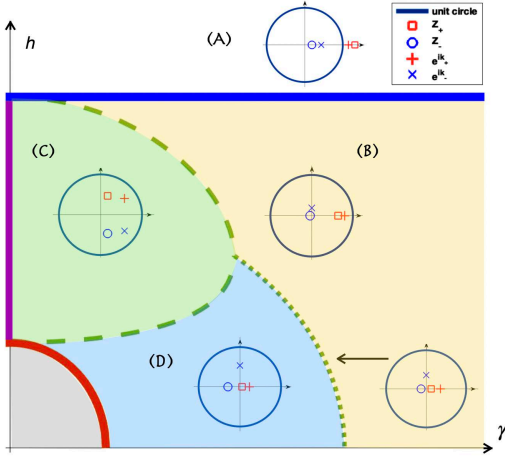 h
(A)
unit circle
Z+
Z-
e^ik+
e^ik-
(C)
(B)
(D)
γ